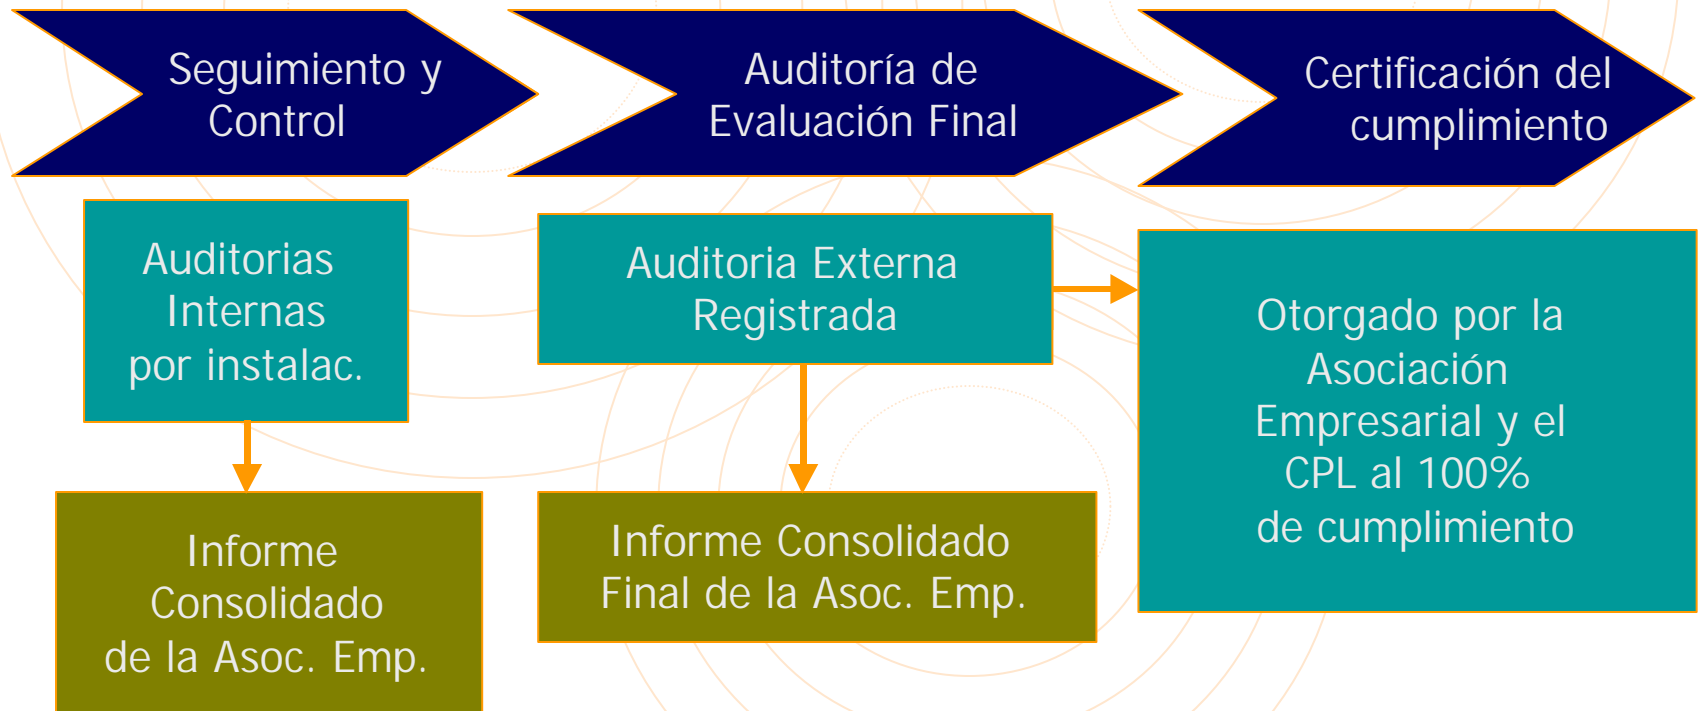 Seguimiento y
Control
Auditoría de
Evaluación Final
Certificación del
cumplimiento
Auditorias
Internas
por instalac.
Auditoria Externa
Registrada
Otorgado por la
Asociación
Empresarial y el
CPL al 100%
de cumplimiento
Informe
Consolidado
de la Asoc. Emp.
Informe Consolidado
Final de la Asoc. Emp.